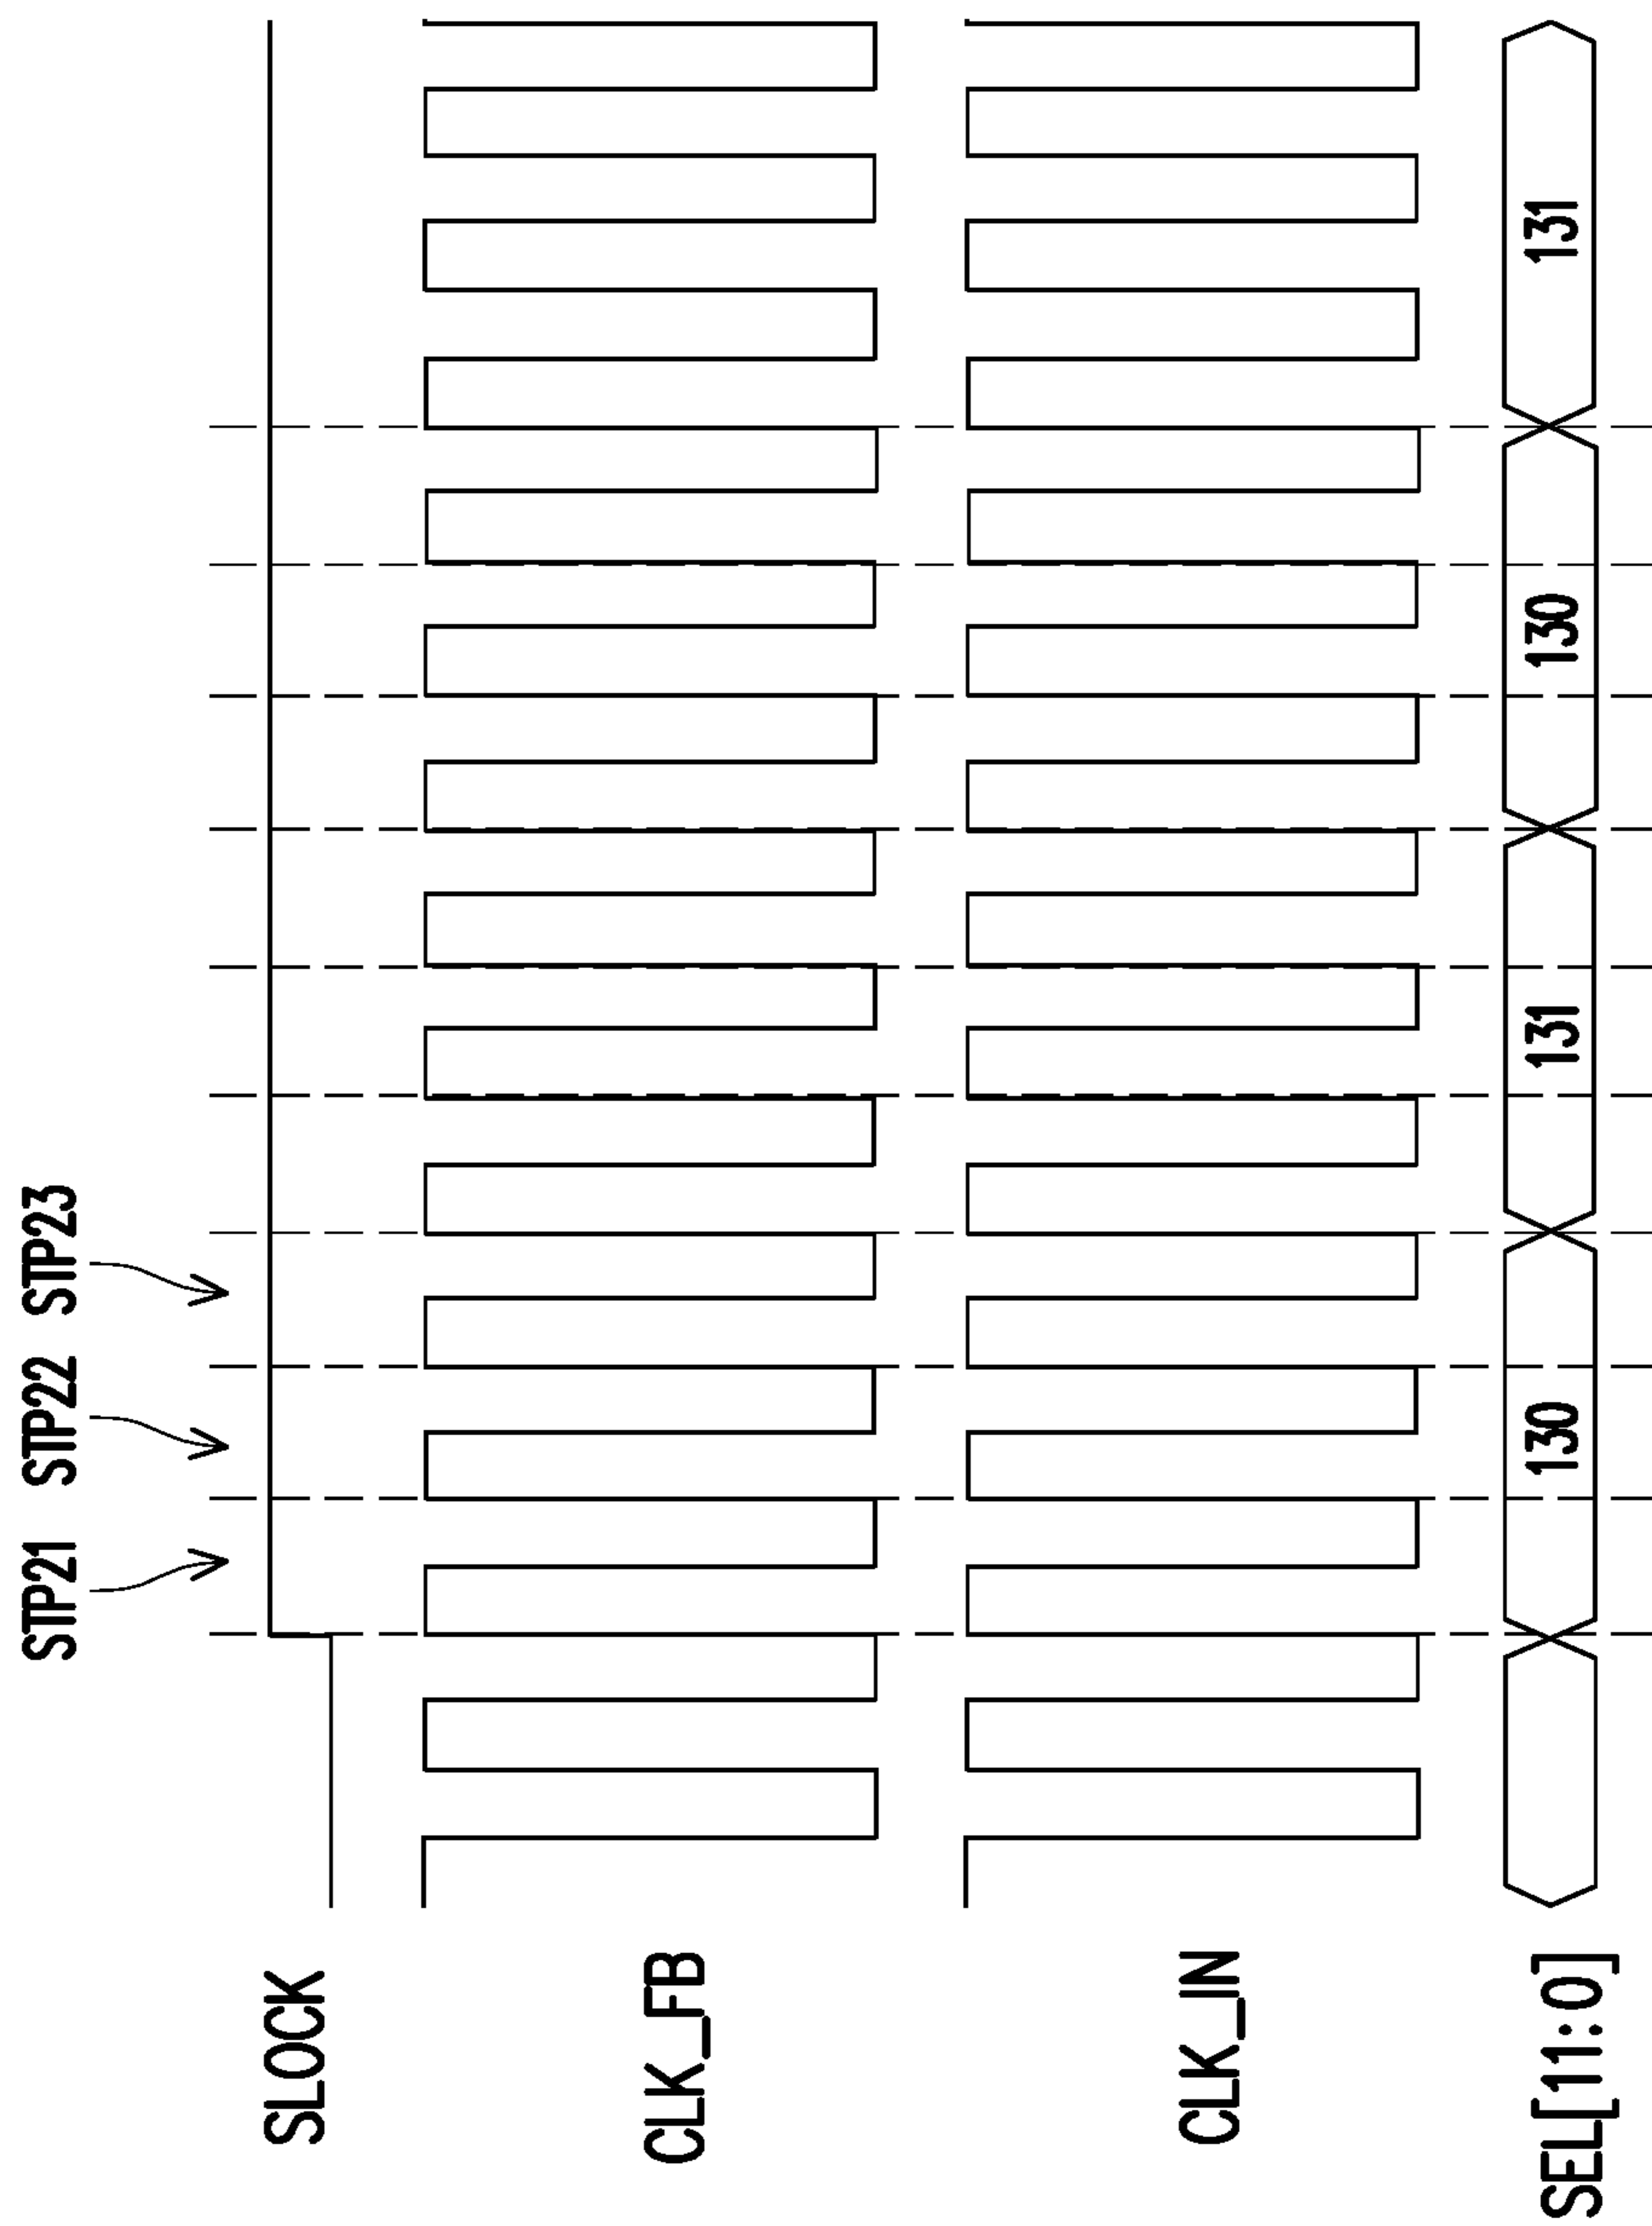 STP21 STP22 STP23
SLOCK
CLK_FB
CLK_IN
SEL[11:0] 130 131 130 131